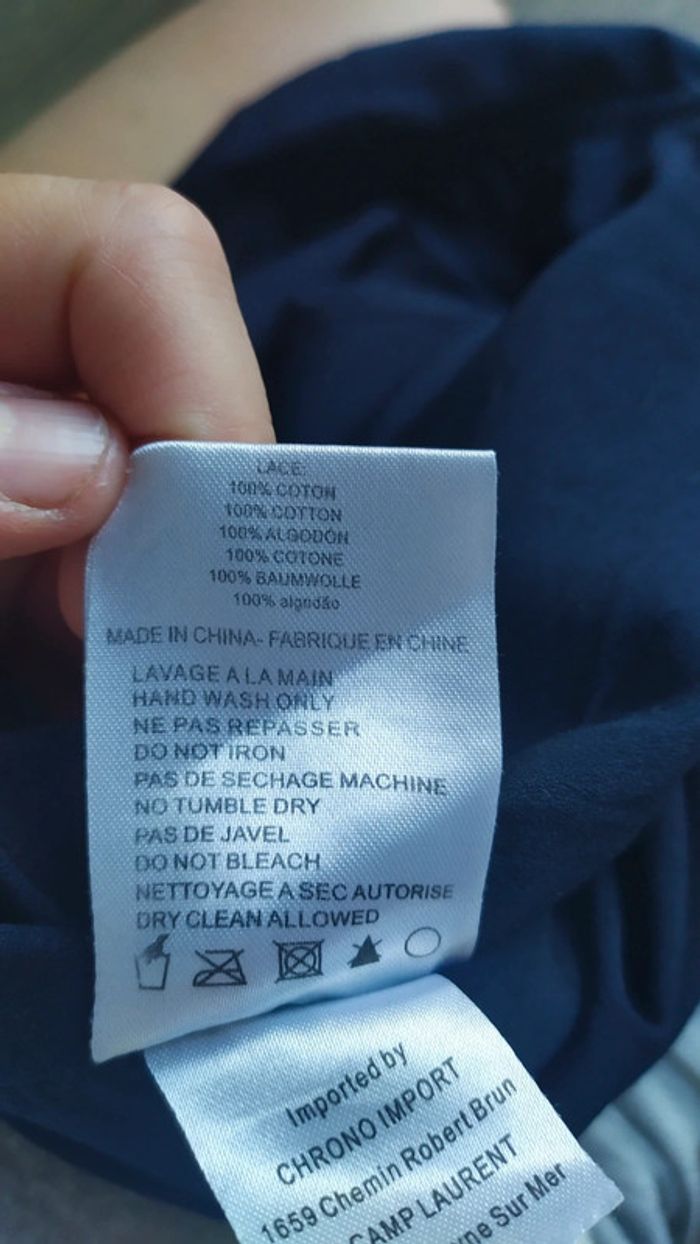 LACE:
100% COTON
100% COTTON
100% ALGODÓN
100% COTONE
100% BAUMWOLLE
100% algodão
MADE IN CHINA- FABRIQUE EN CHINE
LAVAGE A LA MAIN
HAND WASH ONLY
NE PAS REPASSER
DO NOT IRON
PAS DE SECHAGE MACHINE
NO TUMBLE DRY
PAS DE JAVEL
DO NOT BLEACH
NETTOYAGE A SEC AUTORISE
DRY CLEAN ALLOWED
Imported by
CHRONO IMPORT
1659 Chemin Robert Brun
CAMP LAURENT
Sur Mer